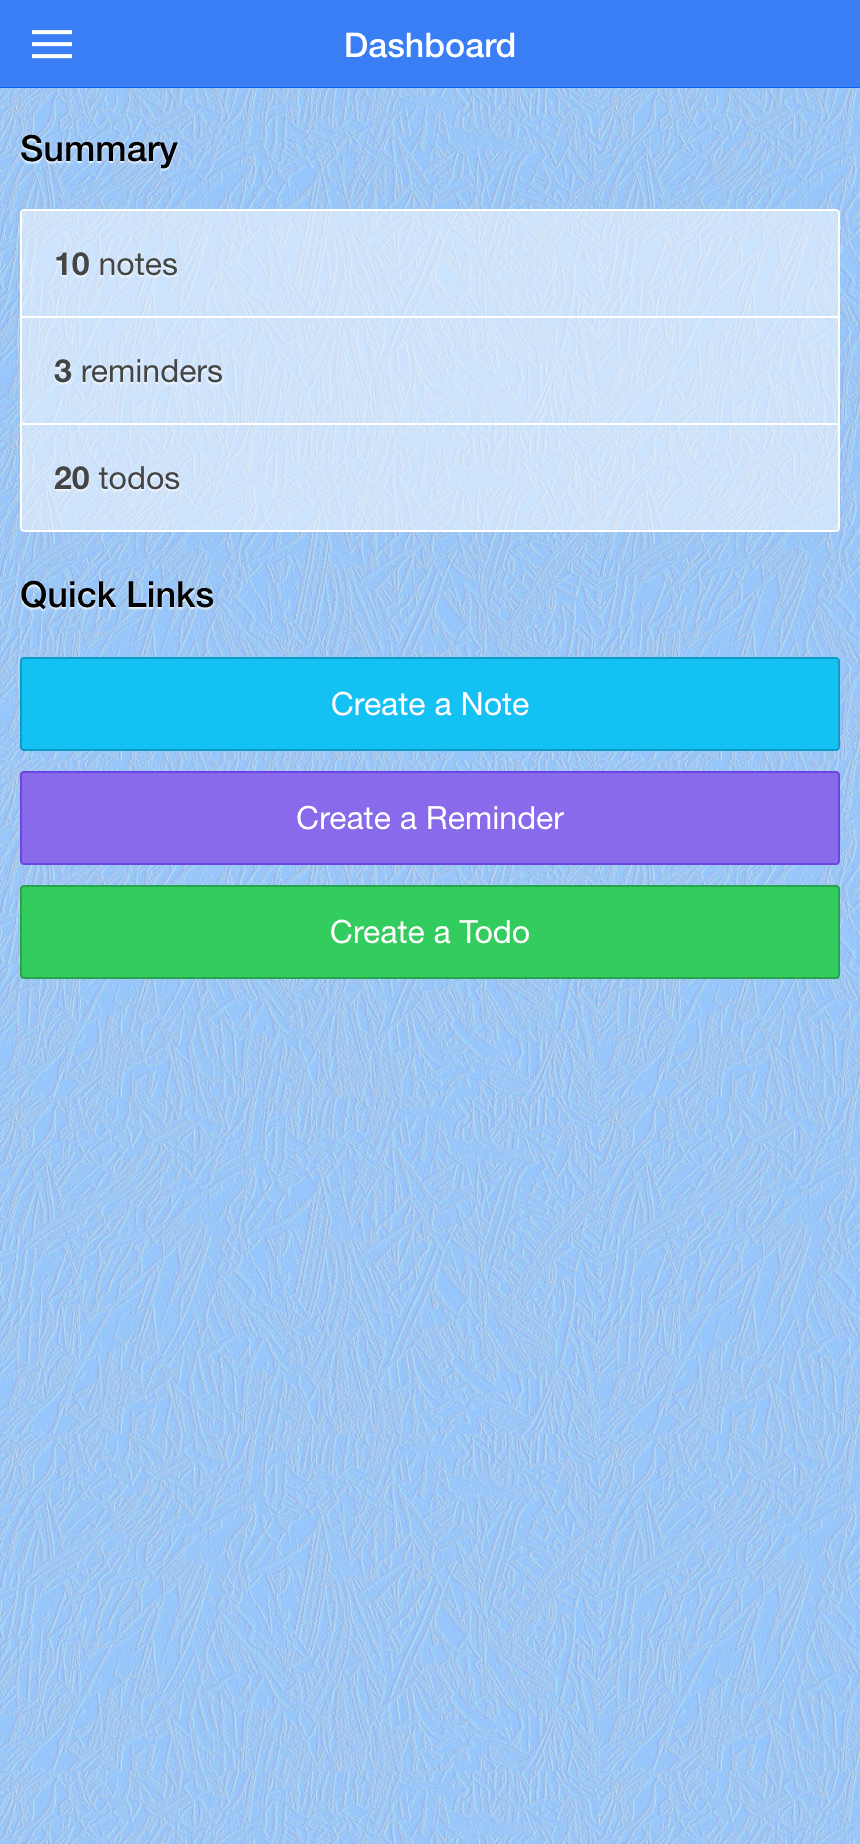 Dashboard
Summary
10 notes
3 reminders
20 todos
Quick Links
Create a Note
Create a Reminder
Create a Todo